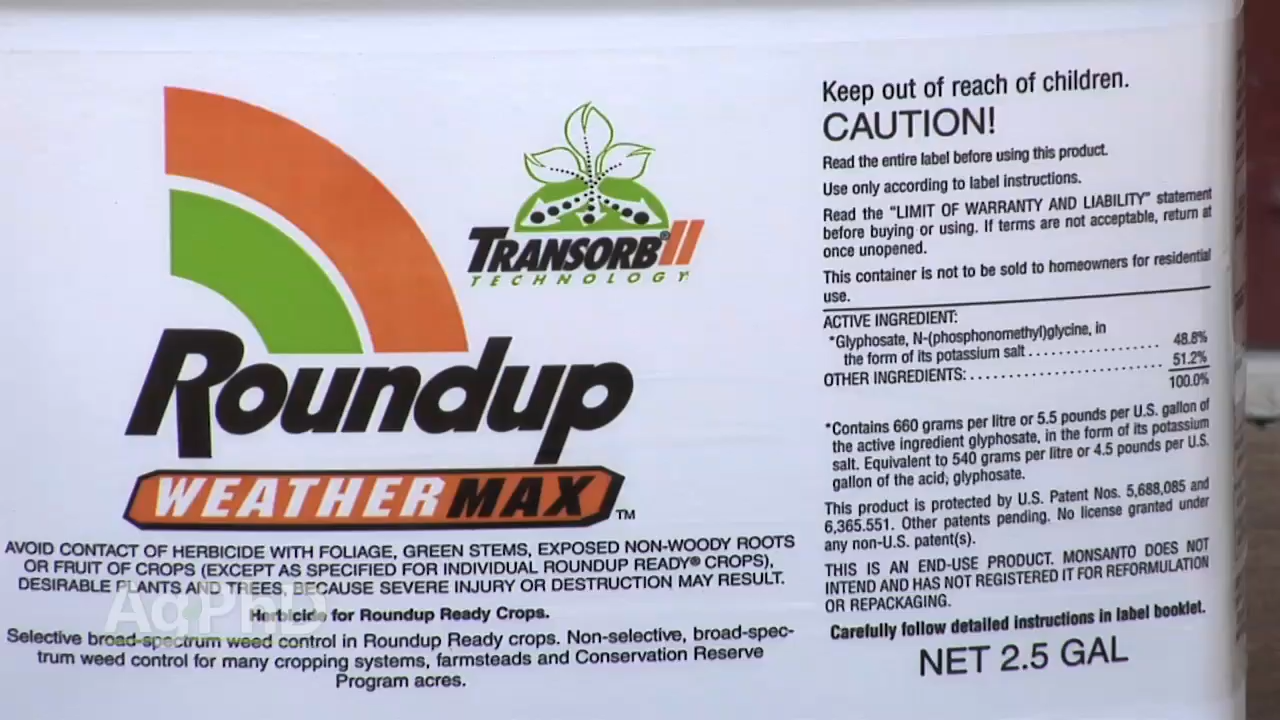 TRANSORB® II
TECHNOLOGY
Roundup
WEATHERMAX™
AVOID CONTACT OF HERBICIDE WITH FOLIAGE, GREEN STEMS, EXPOSED NON-WOODY ROOTS
OR FRUIT OF CROPS (EXCEPT AS SPECIFIED FOR INDIVIDUAL ROUNDUP READY® CROPS),
DESIRABLE PLANTS AND TREES, BECAUSE SEVERE INJURY OR DESTRUCTION MAY RESULT.
Herbicide for Roundup Ready Crops.
Selective broad-spectrum weed control in Roundup Ready crops. Non-selective, broad-spec-
trum weed control for many cropping systems, farmsteads and Conservation Reserve
Program acres.
AgPhD
Keep out of reach of children.
CAUTION!
Read the entire label before using this product.
Use only according to label instructions.
Read the "LIMIT OF WARRANTY AND LIABILITY" statement
before buying or using. If terms are not acceptable, return at
once unopened.
This container is not to be sold to homeowners for residential
use.
ACTIVE INGREDIENT:
*Glyphosate, N-(phosphonomethyl)glycine, in
the form of its potassium salt . . . . . . . . . . . . . . . . . . . . 48.8%
OTHER INGREDIENTS: . . . . . . . . . . . . . . . . . . . . . . . . . . . . . 51.2%
100.0%
*Contains 660 grams per litre or 5.5 pounds per U.S. gallon of
the active ingredient glyphosate, in the form of its potassium
salt. Equivalent to 540 grams per litre or 4.5 pounds per U.S.
gallon of the acid, glyphosate.
This product is protected by U.S. Patent Nos. 5,688,085 and
6,365.551. Other patents pending. No license granted under
any non-U.S. patent(s).
THIS IS AN END-USE PRODUCT. MONSANTO DOES NOT
INTEND AND HAS NOT REGISTERED IT FOR REFORMULATION
OR REPACKAGING.
Carefully follow detailed instructions in label booklet.
NET 2.5 GAL